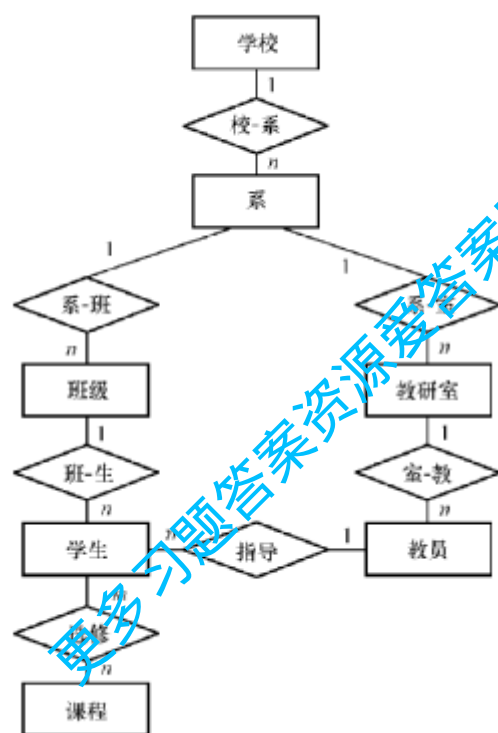 学校
1
校-系
n
系
1 1
系-班
n n
班级 教研室
1 1
班-生 室-教
n n
学生 n 指导 1 教员
m
n
课程
更多习题答案资源爱答案